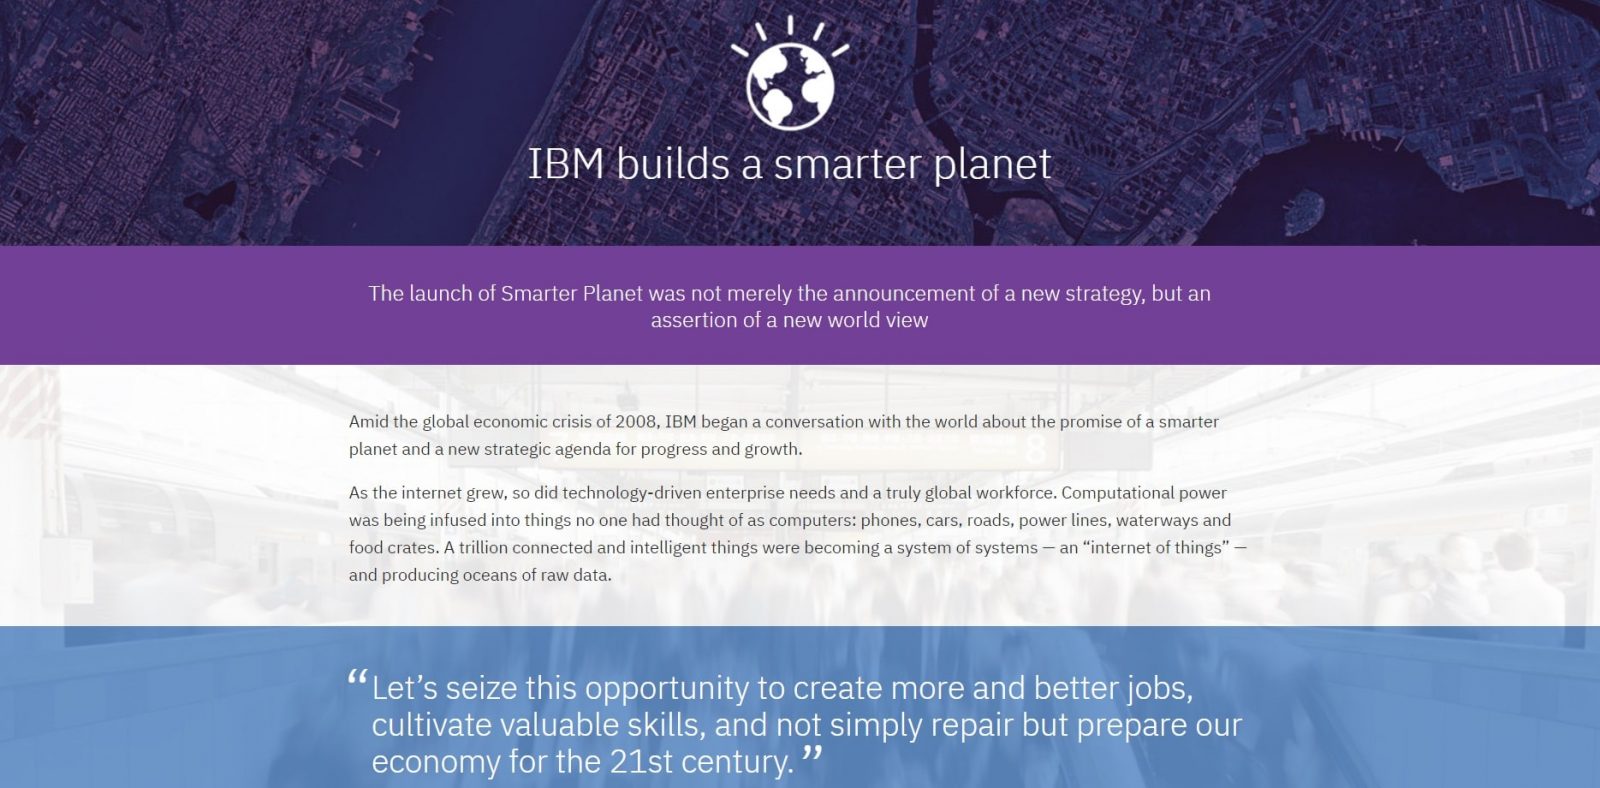 IBM builds a smarter planet
The launch of Smarter Planet was not merely the announcement of a new strategy, but an
assertion of a new world view
Amid the global economic crisis of 2008, IBM began a conversation with the world about the promise of a smarter
planet and a new strategic agenda for progress and growth.
As the internet grew, so did technology-driven enterprise needs and a truly global workforce. Computational power
was being infused into things no one had thought of as computers: phones, cars, roads, power lines, waterways and
food crates. A trillion connected and intelligent things were becoming a system of systems — an “internet of things” —
and producing oceans of raw data.
8
“Let’s seize this opportunity to create more and better jobs,
cultivate valuable skills, and not simply repair but prepare our
economy for the 21st century.”